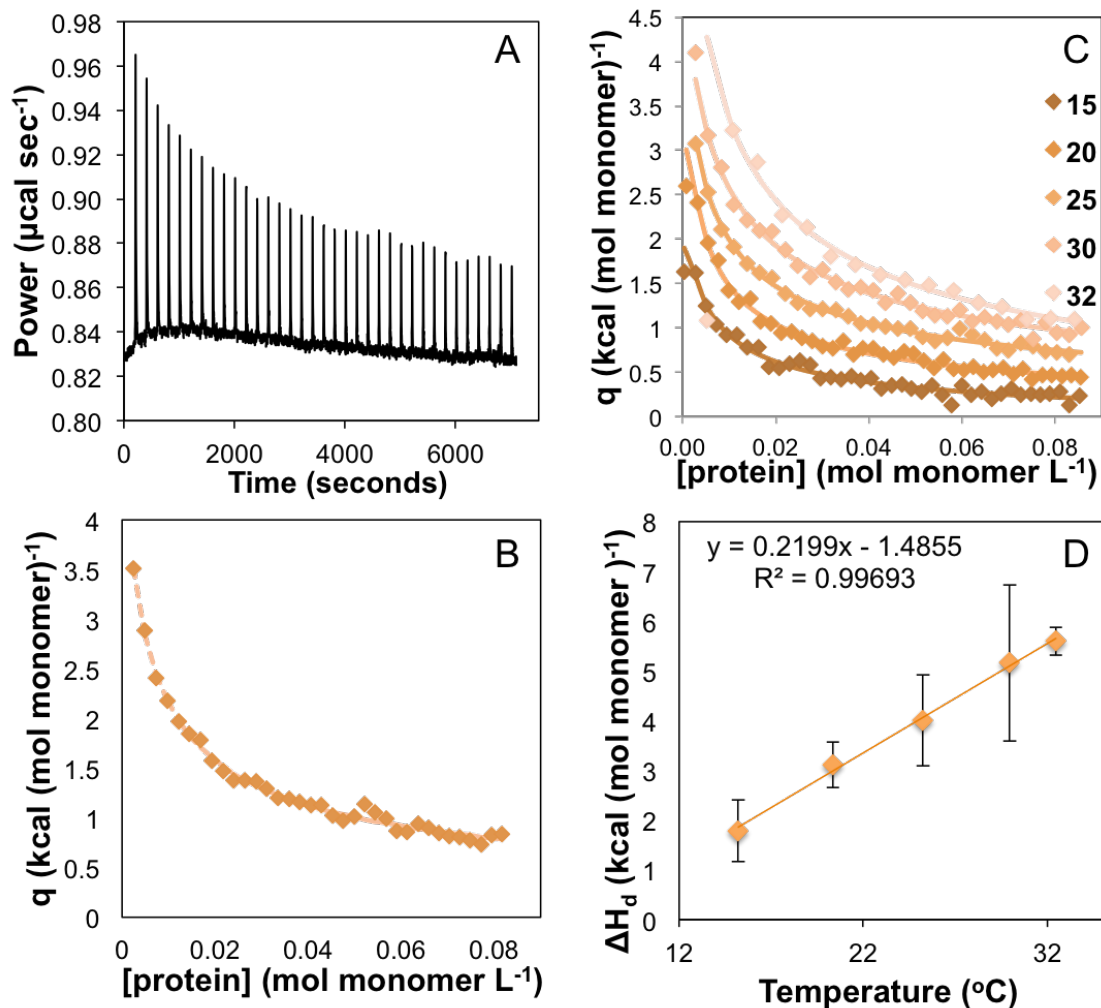 A
0.98
0.96
0.94
0.92
0.90
0.88
0.86
0.84
0.82
0.80
Power (µcal sec⁻¹)
0 2000 4000 6000
Time (seconds)
C
4.5
4
3.5
3
2.5
2
1.5
1
0.5
0
q (kcal (mol monomer)⁻¹
15
20
25
30
32
0.00 0.02 0.04 0.06 0.08
[protein] (mol monomer L⁻¹)
B
4
3.5
3
2.5
2
1.5
1
0.5
0
q (kcal (mol monomer)⁻¹
0 0.02 0.04 0.06 0.08
[protein] (mol monomer L⁻¹)
D
y = 0.2199x - 1.4855
R² = 0.99693
8
7
6
5
4
3
2
1
0
ΔH_d (kcal (mol monomer )⁻¹)
12 22 32
Temperature (ºC)